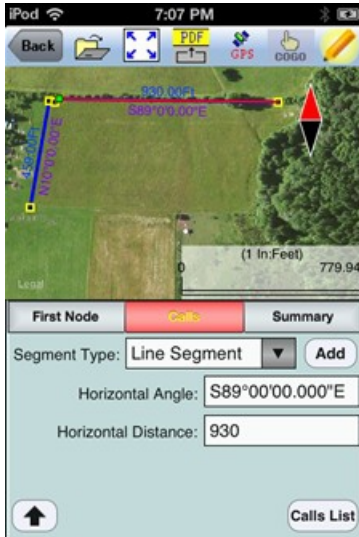 iPod 7:07 PM
Back PDF GPS COGO
930.00Ft
S89°0'0.00"E
459.00Ft
N10°0'0.00"E
(1 In:Feet)
0 779.94
Legal
First Node Calls Summary
Segment Type: Line Segment Add
Horizontal Angle: S89°00'00.000"E
Horizontal Distance: 930
Calls List